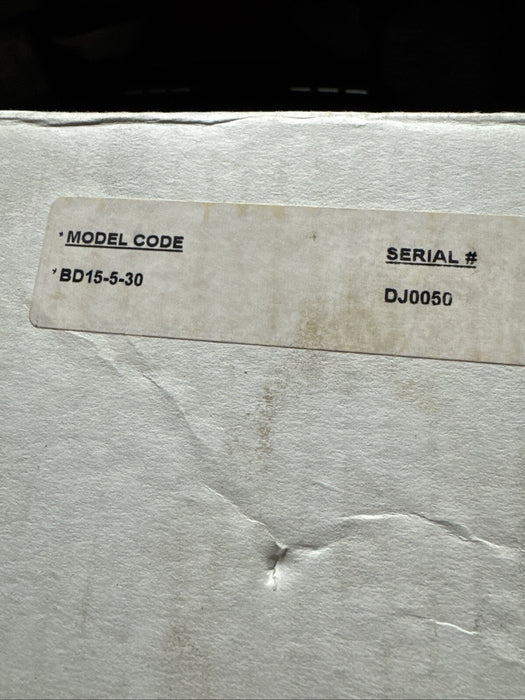 *MODEL CODE SERIAL #
*BD15-5-30 DJ0050